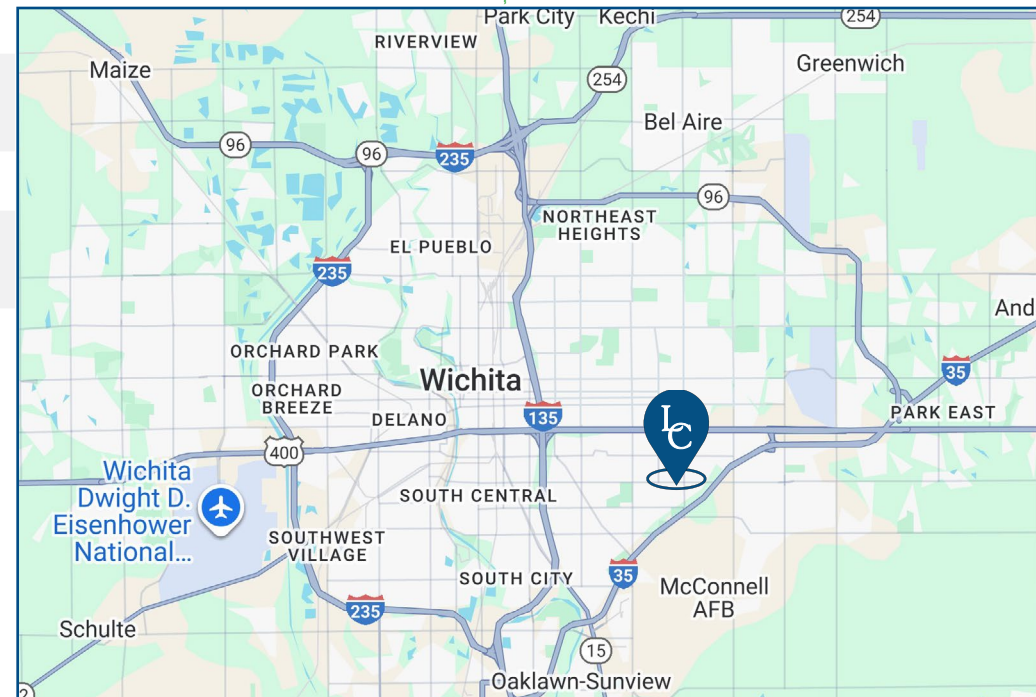 Park City
Kechi
254
RIVERVIEW
Maize
Greenwich
254
Bel Aire
96
96
235
96
NORTHEAST
HEIGHTS
EL PUEBLO
235
And
ORCHARD PARK
Wichita
35
ORCHARD
BREEZE
DELANO
135
LC
PARK EAST
400
Wichita
Dwight D.
Eisenhower
National...
SOUTH CENTRAL
SOUTHWEST
VILLAGE
SOUTH CITY
35
McConnell
AFB
235
Schulte
15
Oaklawn-Sunview
2